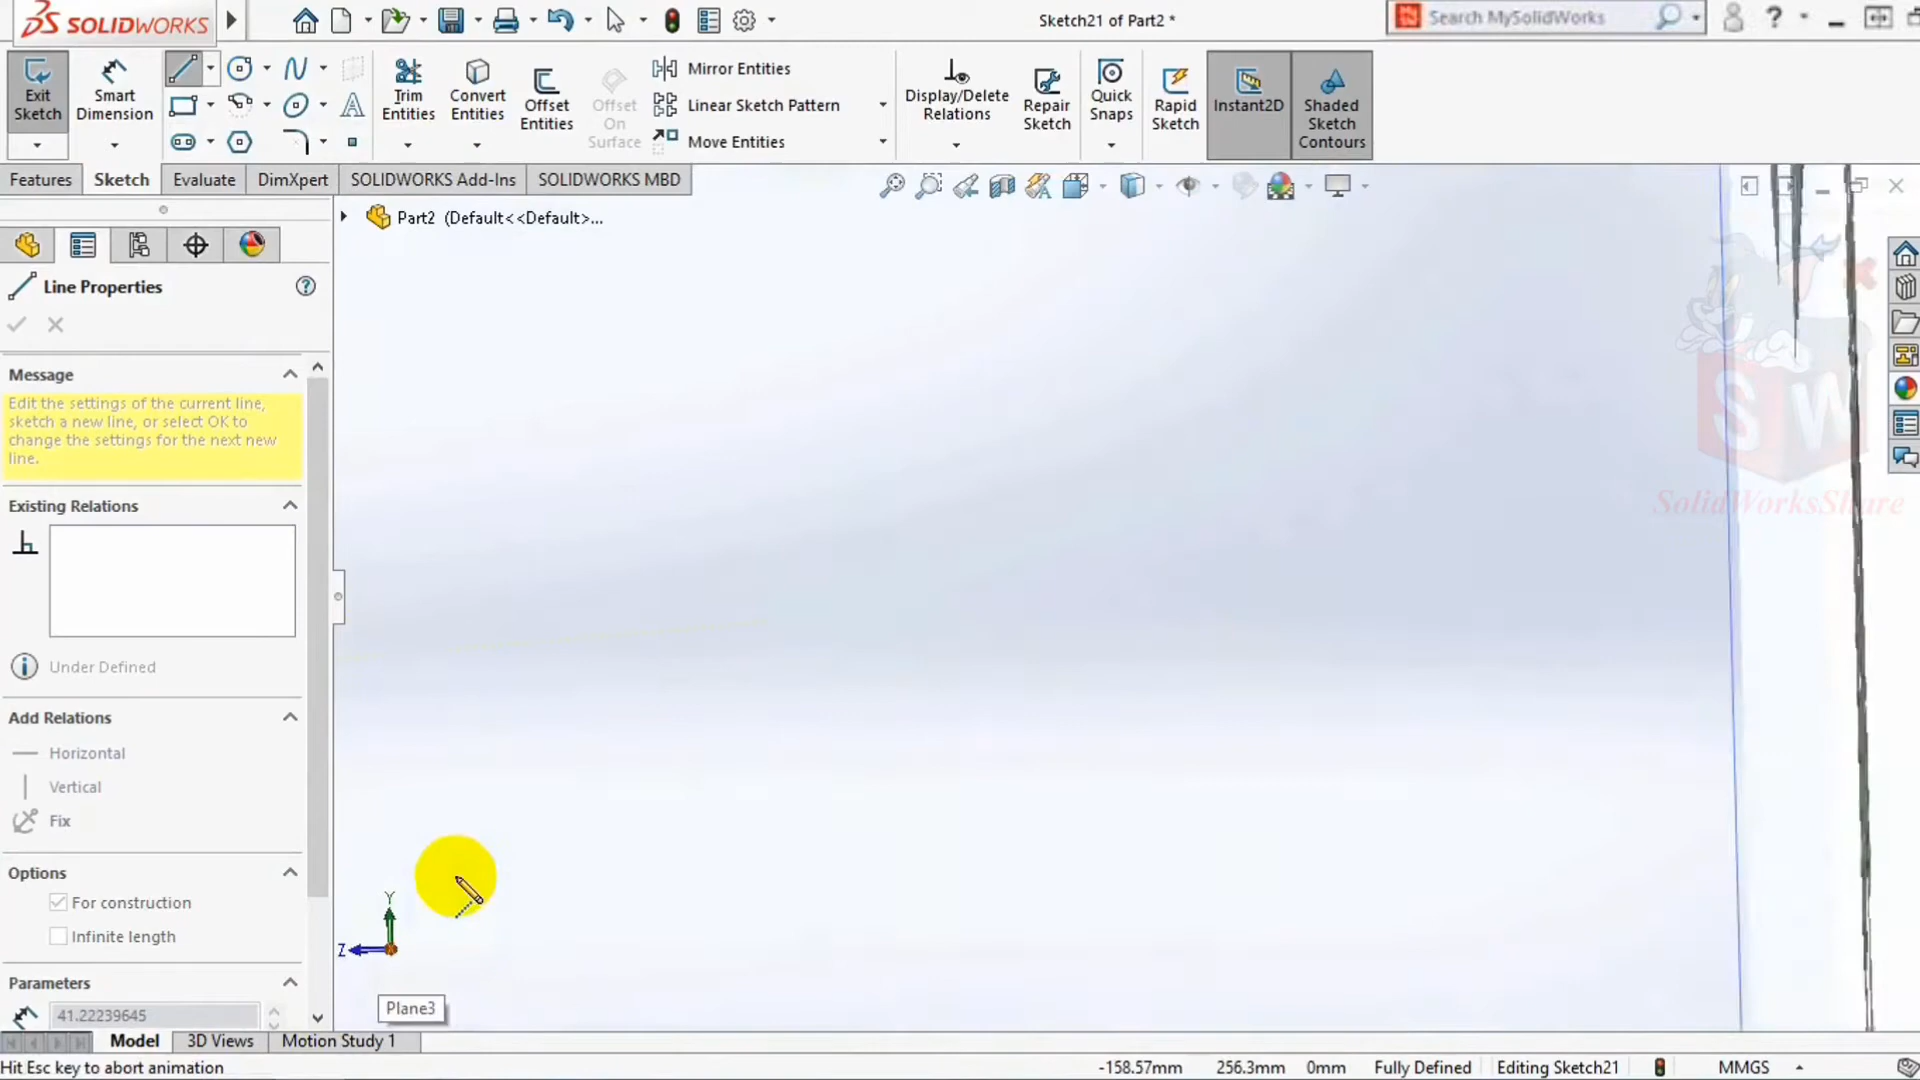 SOLIDWORKS
Sketch21 of Part2 *
Search MySolidWorks
Exit Sketch
Smart Dimension
Trim Entities
Convert Entities
Offset Entities
Offset On Surface
Mirror Entities
Linear Sketch Pattern
Move Entities
Display/Delete Relations
Repair Sketch
Quick Snaps
Rapid Sketch
Instant2D
Shaded Sketch Contours
Features
Sketch
Evaluate
DimXpert
SOLIDWORKS Add-Ins
SOLIDWORKS MBD
Part2 (Default<<Default>...
Line Properties
Message
Edit the settings of the current line,
sketch a new line, or select OK to
change the settings for the next new
line.
Existing Relations
Under Defined
Add Relations
Horizontal
Vertical
Fix
Options
For construction
Infinite length
Parameters
41.22239645
Y
Z
Plane3
S W
SolidWorksShare
Model
3D Views
Motion Study 1
Hit Esc key to abort animation
-158.57mm
256.3mm
0mm
Fully Defined
Editing Sketch21
MMGS